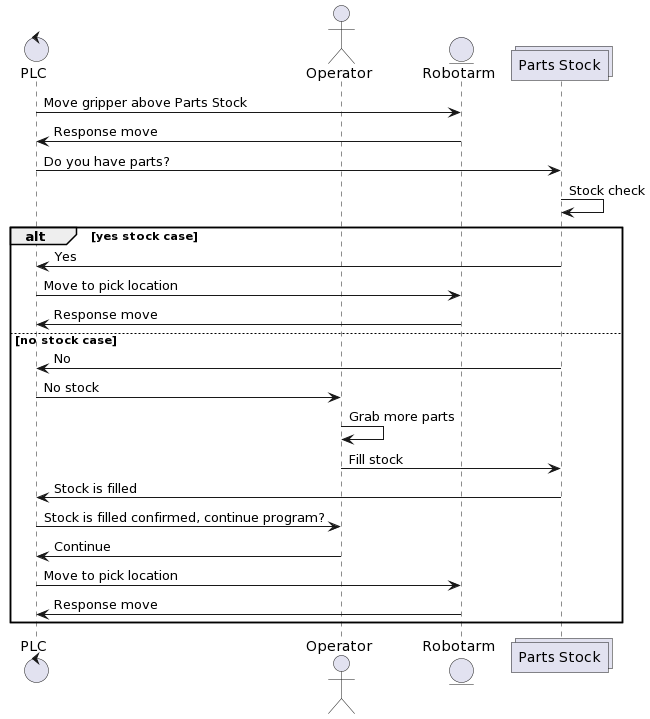 PLC
Operator
Robotarm
Parts Stock
Move gripper above Parts Stock
Response move
Do you have parts?
Stock check
alt [yes stock case]
Yes
Move to pick location
Response move
[no stock case]
No
No stock
Grab more parts
Fill stock
Stock is filled
Stock is filled confirmed, continue program?
Continue
Move to pick location
Response move
PLC
Operator
Robotarm
Parts Stock